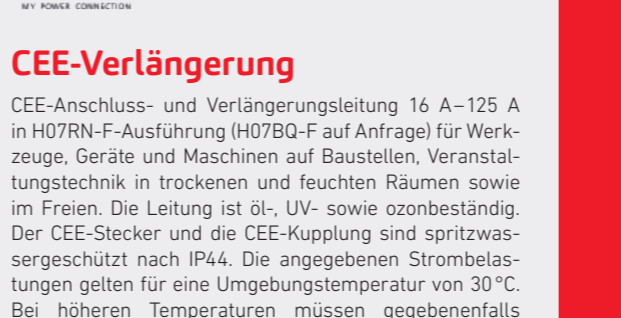 MY POWER CONNECTION
CEE-Verlängerung
CEE-Anschluss- und Verlängerungsleitung 16 A–125 A
in H07RN-F-Ausführung (H07BQ-F auf Anfrage) für Werk-
zeuge, Geräte und Maschinen auf Baustellen, Veranstal-
tungstechnik in trockenen und feuchten Räumen sowie
im Freien. Die Leitung ist öl-, UV- sowie ozonbeständig.
Der CEE-Stecker und die CEE-Kupplung sind spritzwas-
sergeschützt nach IP44. Die angegebenen Strombelas-
tungen gelten für eine Umgebungstemperatur von 30°C.
Bei höheren Temperaturen müssen gegebenenfalls